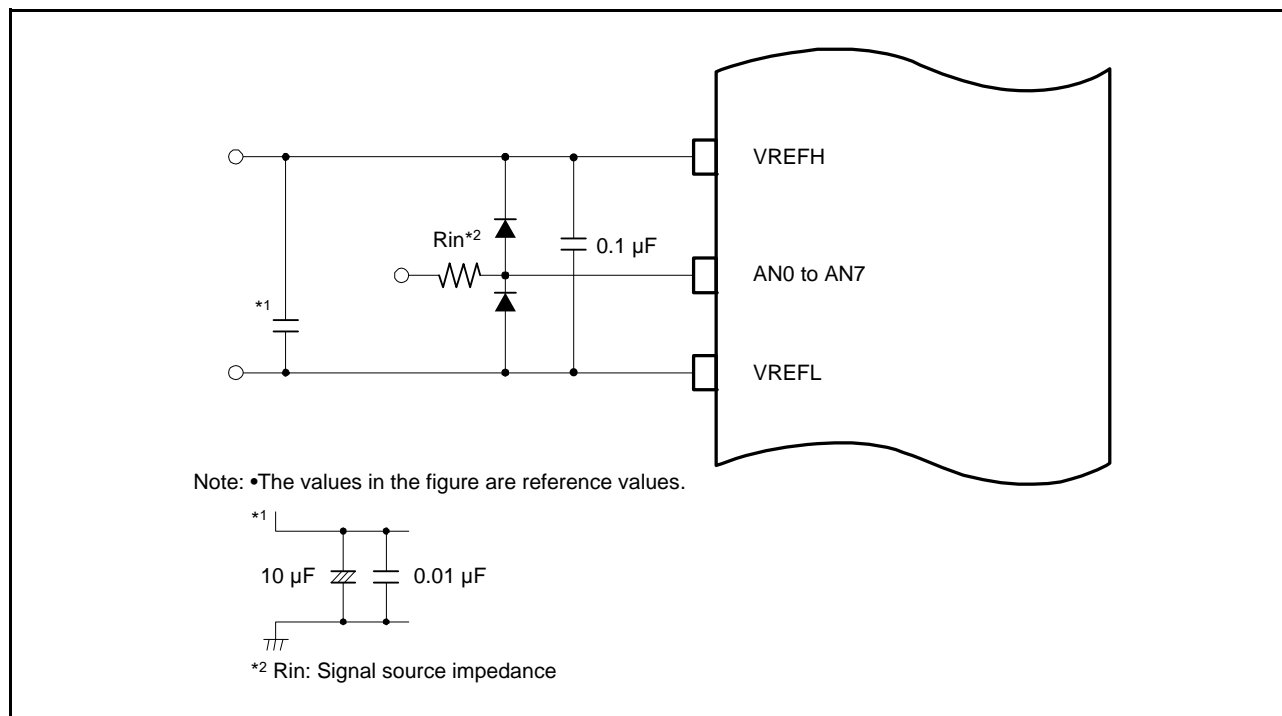 VREFH
Rin*2
0.1 µF
AN0 to AN7
*1
VREFL
Note: •The values in the figure are reference values.
*1
10 µF
0.01 µF
*2 Rin: Signal source impedance